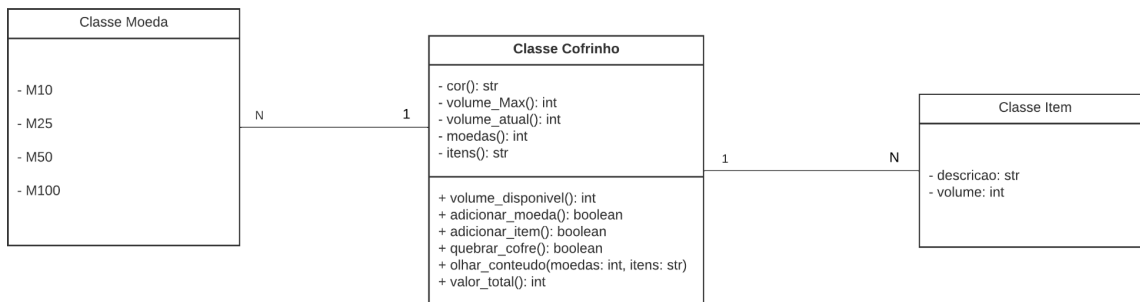 Classe Moeda
- M10
- M25
- M50
- M100
N
1
Classe Cofrinho
- cor(): str
- volume_Max(): int
- volume_atual(): int
- moedas(): int
- itens(): str
+ volume_disponivel(): int
+ adicionar_moeda(): boolean
+ adicionar_item(): boolean
+ quebrar_cofre(): boolean
+ olhar_conteudo(moedas: int, itens: str)
+ valor_total(): int
1
N
Classe Item
- descricao: str
- volume: int